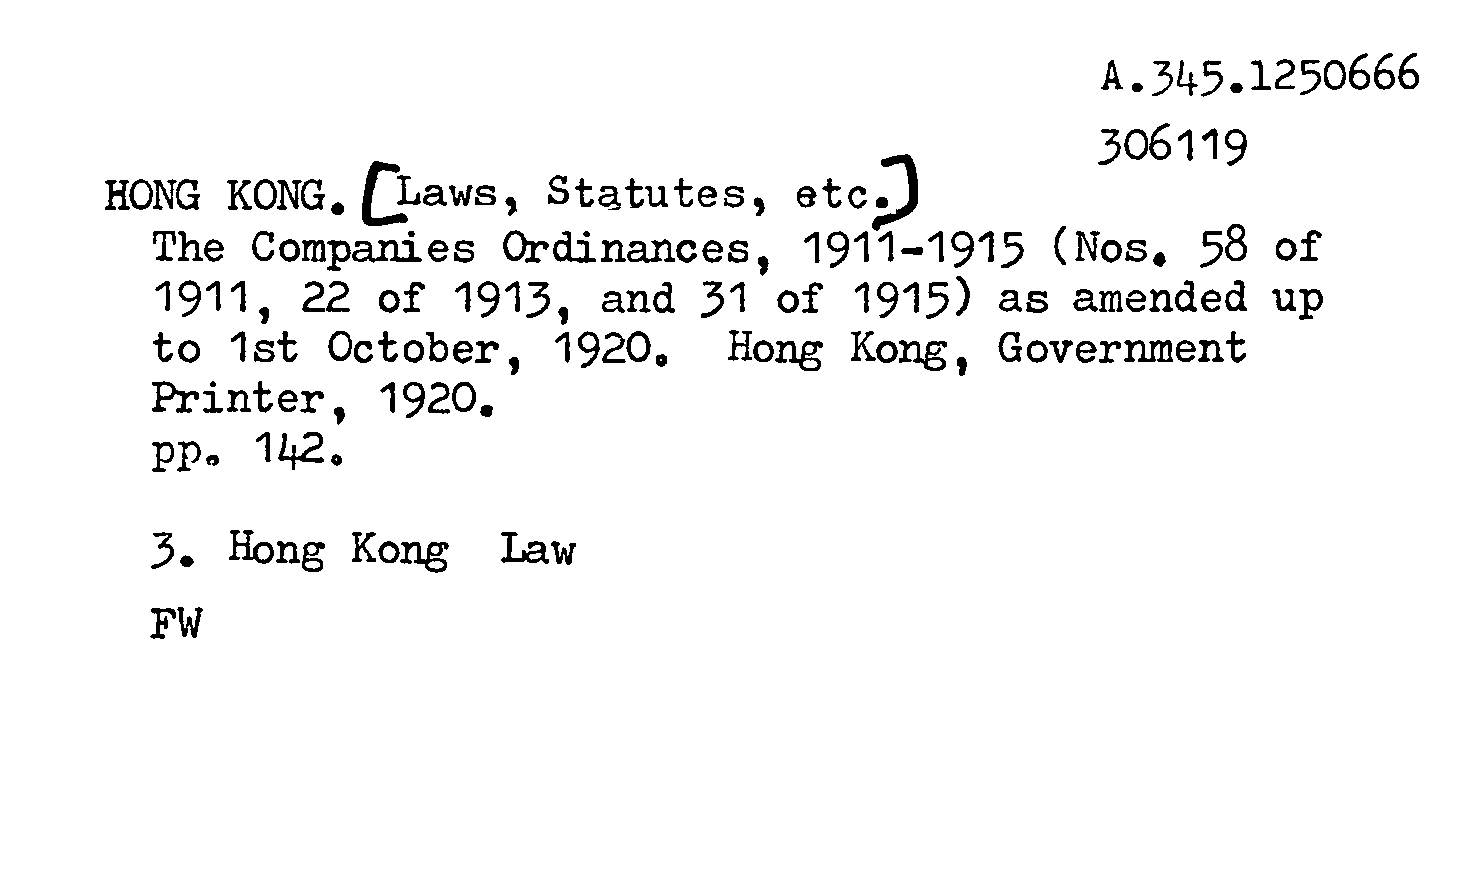 A.345.1250666
306119
HONG KONG. [Laws, Statutes, etc.]
The Companies Ordinances, 1911-1915 (Nos. 58 of
1911, 22 of 1913, and 31 of 1915) as amended up
to 1st October, 1920. Hong Kong, Government
Printer, 1920.
pp. 142.
3. Hong Kong Law
FW